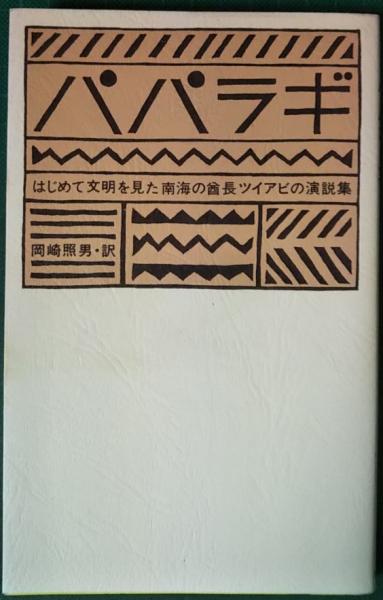 パパラギ
はじめて文明を見た南海の酋長ツイアビの演説集
岡崎照男・訳